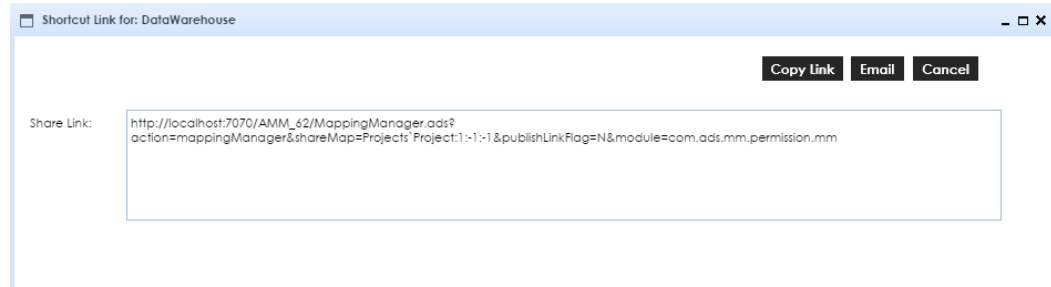 Shortcut Link for: DataWarehouse
Copy Link Email Cancel
Share Link:
http://localhost:7070/AMM_62/MappingManager.ads?
action=mappingManager&shareMap=Projects`Project:1:-1:-1&publishLinkFlag=N&module=com.ads.mm.permission.mm